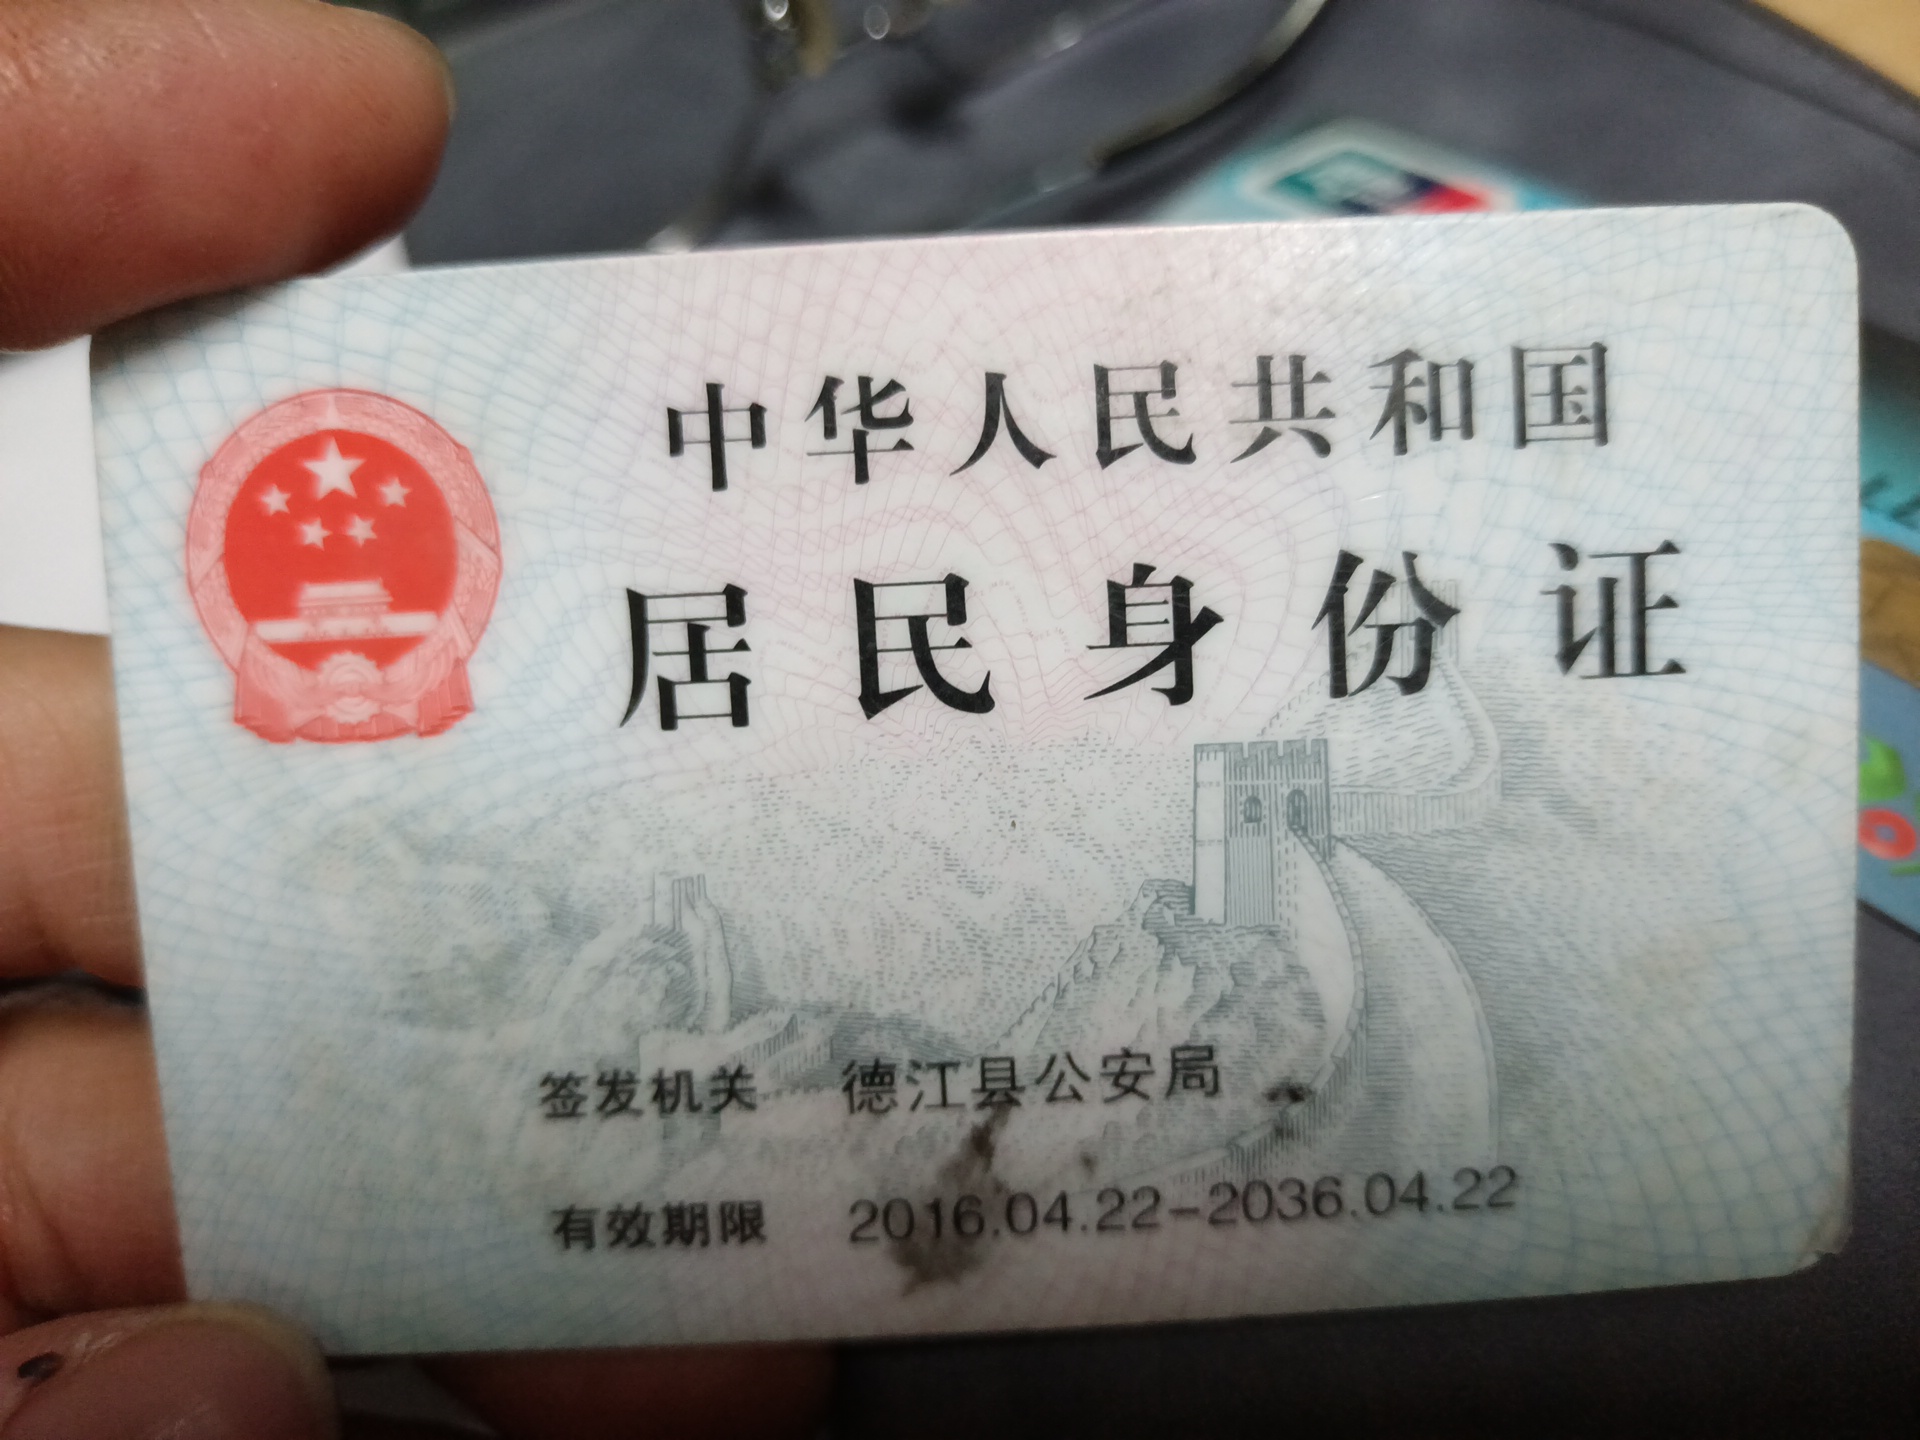 中华人民共和国
居民身份证
签发机关 德江县公安局
有效期限 2016.04.22-2036.04.22